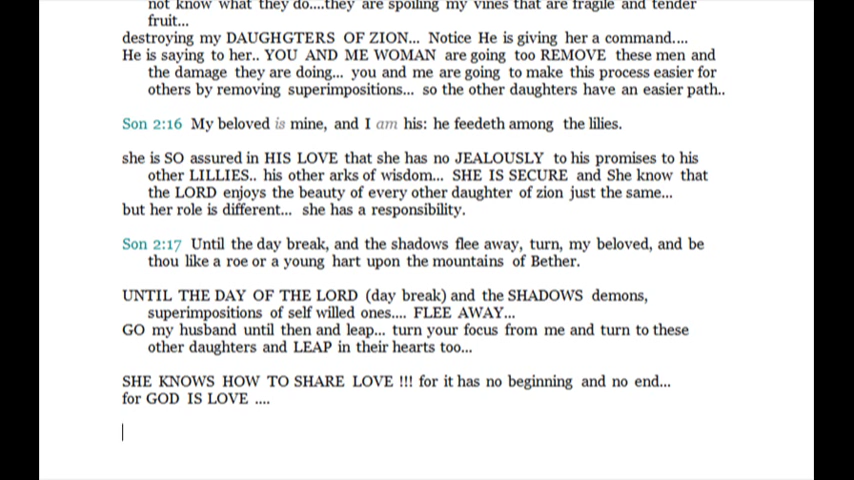 not know what they do....they are spoiling my vines that are fragile and tender
fruit...
destroying my DAUGHGTERS OF ZION... Notice He is giving her a command....
He is saying to her.. YOU AND ME WOMAN are going too REMOVE these men and
the damage they are doing... you and me are going to make this process easier for
others by removing superimpositions... so the other daughters have an easier path..
Son 2:16 My beloved is mine, and I am his: he feedeth among the lilies.
she is SO assured in HIS LOVE that she has no JEALOUSLY to his promises to his
other LILLIES.. his other arks of wisdom... SHE IS SECURE and She know that
the LORD enjoys the beauty of every other daughter of zion just the same...
but her role is different... she has a responsibility.
Son 2:17 Until the day break, and the shadows flee away, turn, my beloved, and be
thou like a roe or a young hart upon the mountains of Bether.
UNTIL THE DAY OF THE LORD (day break) and the SHADOWS demons,
superimpositions of self willed ones.... FLEE AWAY...
GO my husband until then and leap... turn your focus from me and turn to these
other daughters and LEAP in their hearts too...
SHE KNOWS HOW TO SHARE LOVE !!! for it has no beginning and no end...
for GOD IS LOVE ....